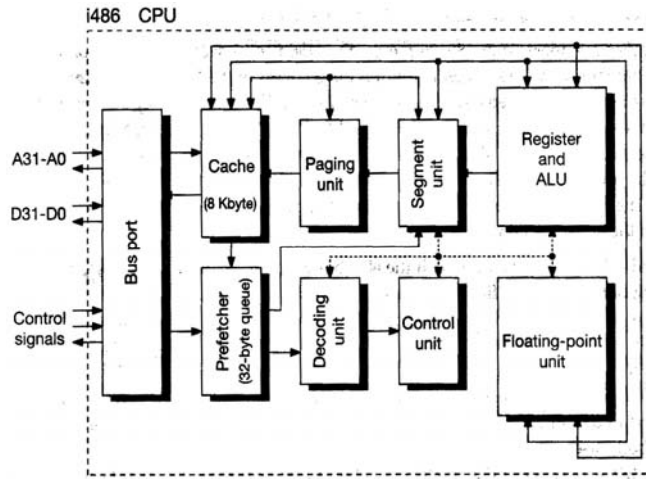 i486 CPU
A31-A0
D31-D0
Control
signals
Bus port
Cache
(8 Kbyte)
Paging
unit
Segment
unit
Register
and
ALU
Prefetcher
(32-byte queue)
Decoding
unit
Control
unit
Floating-point
unit